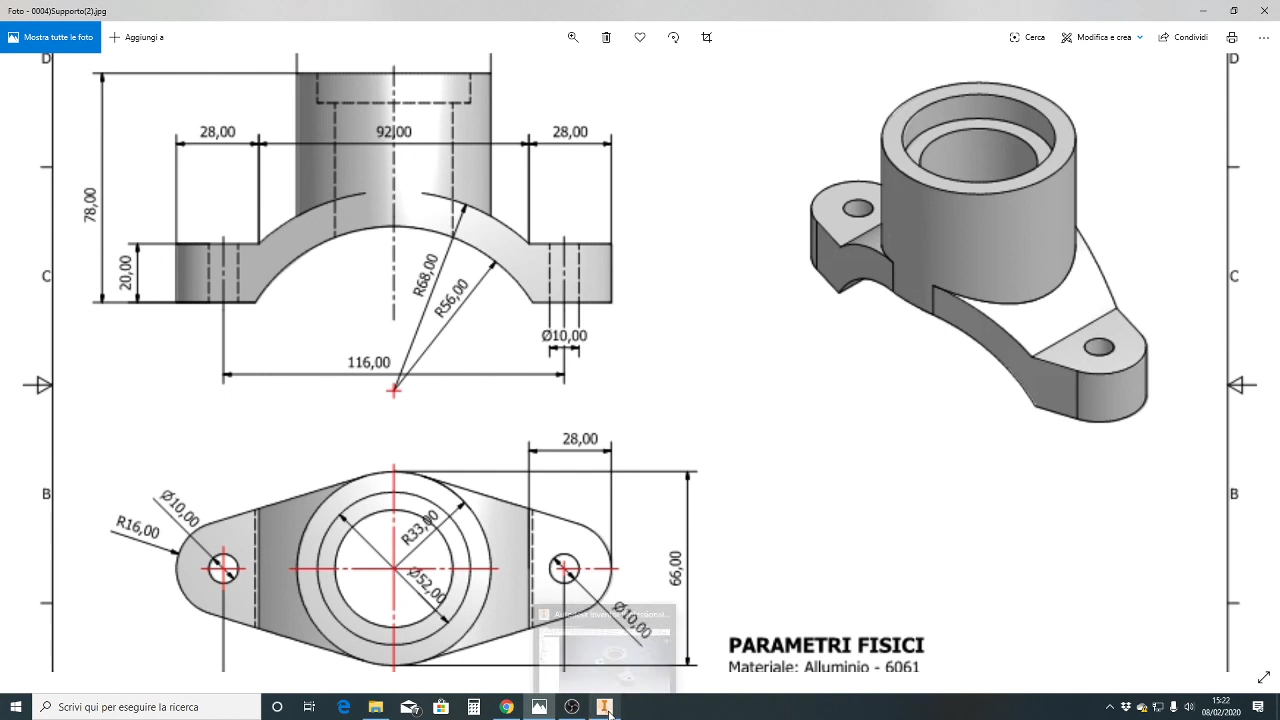 Foto - 0004)Supporto(2).jpg
Mostra tutte le foto
Aggiungi a
Cerca
Modifica e crea
Condividi
D
D
28,00
92,00
28,00
78,00
20,00
C
C
R68,00
R56,00
Ø10,00
116,00
28,00
B
B
Ø10,00
R16,00
R33,00
Ø52,00
66,00
Ø10,00
PARAMETRI FISICI
Materiale: Alluminio - 6061
Scrivi qui per eseguire la ricerca
15:22
08/02/2020